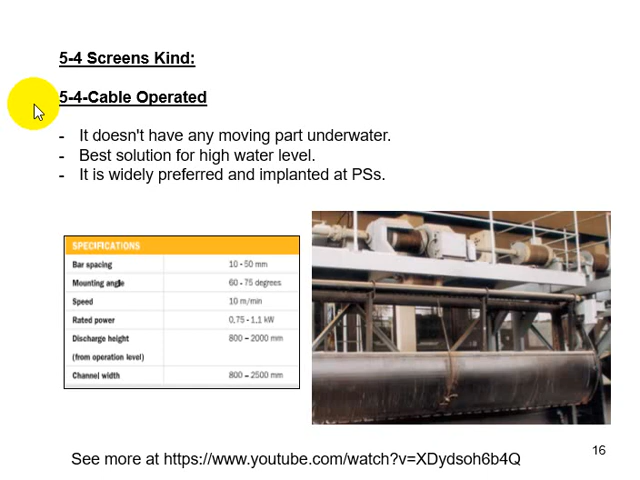 5-4 Screens Kind:
5-4-Cable Operated
- It doesn't have any moving part underwater.
- Best solution for high water level.
- It is widely preferred and implanted at PSs.
SPECIFICATIONS
Bar spacing 10 - 50 mm
Mounting angle 60 - 75 degrees
Speed 10 m/min
Rated power 0,75 - 1,1 kW
Discharge height 800 – 2000 mm
(from operation level)
Channel width 800 – 2500 mm
16
See more at https://www.youtube.com/watch?v=XDydsoh6b4Q